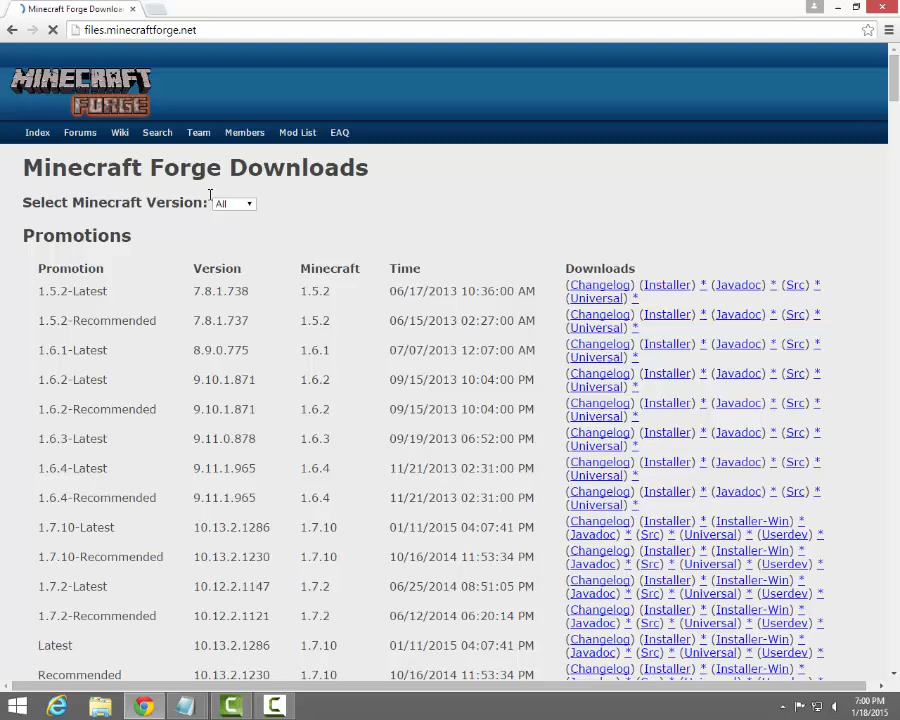 Minecraft Forge Downloa
files.minecraftforge.net
MINECRAFT
FORGE
Index Forums Wiki Search Team Members Mod List EAQ
Minecraft Forge Downloads
Select Minecraft Version: All
Promotions
Promotion Version Minecraft Time Downloads
1.5.2-Latest 7.8.1.738 1.5.2 06/17/2013 10:36:00 AM (Changelog) (Installer) * (Javadoc) * (Src) *
(Universal) *
1.5.2-Recommended 7.8.1.737 1.5.2 06/15/2013 02:27:00 AM (Changelog) (Installer) * (Javadoc) * (Src) *
(Universal) *
1.6.1-Latest 8.9.0.775 1.6.1 07/07/2013 12:07:00 AM (Changelog) (Installer) * (Javadoc) * (Src) *
(Universal) *
1.6.2-Latest 9.10.1.871 1.6.2 09/15/2013 10:04:00 PM (Changelog) (Installer) * (Javadoc) * (Src) *
(Universal) *
1.6.2-Recommended 9.10.1.871 1.6.2 09/15/2013 10:04:00 PM (Changelog) (Installer) * (Javadoc) * (Src) *
(Universal) *
1.6.3-Latest 9.11.0.878 1.6.3 09/19/2013 06:52:00 PM (Changelog) (Installer) * (Javadoc) * (Src) *
(Universal) *
1.6.4-Latest 9.11.1.965 1.6.4 11/21/2013 02:31:00 PM (Changelog) (Installer) * (Javadoc) * (Src) *
(Universal) *
1.6.4-Recommended 9.11.1.965 1.6.4 11/21/2013 02:31:00 PM (Changelog) (Installer) * (Javadoc) * (Src) *
(Universal) *
1.7.10-Latest 10.13.2.1286 1.7.10 01/11/2015 04:07:41 PM (Changelog) (Installer) * (Installer-Win) *
(Javadoc) * (Src) * (Universal) * (Userdev) *
1.7.10-Recommended 10.13.2.1230 1.7.10 10/16/2014 11:53:34 PM (Changelog) (Installer) * (Installer-Win) *
(Javadoc) * (Src) * (Universal) * (Userdev) *
1.7.2-Latest 10.12.2.1147 1.7.2 06/25/2014 08:51:05 PM (Changelog) (Installer) * (Installer-Win) *
(Javadoc) * (Src) * (Universal) * (Userdev) *
1.7.2-Recommended 10.12.2.1121 1.7.2 06/12/2014 06:20:14 PM (Changelog) (Installer) * (Installer-Win) *
(Javadoc) * (Src) * (Universal) * (Userdev) *
Latest 10.13.2.1286 1.7.10 01/11/2015 04:07:41 PM (Changelog) (Installer) * (Installer-Win) *
(Javadoc) * (Src) * (Universal) * (Userdev) *
Recommended 10.13.2.1230 1.7.10 10/16/2014 11:53:34 PM (Changelog) (Installer) * (Installer-Win) *
7:00 PM
1/18/2015